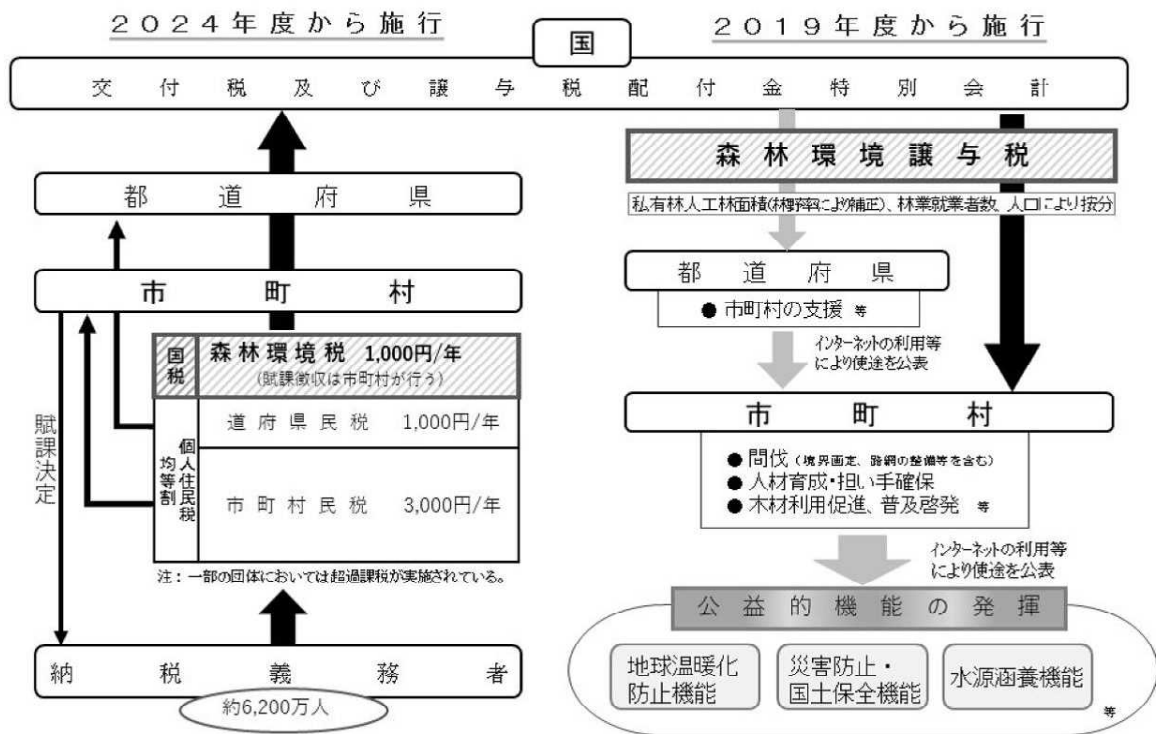 2024年度から施行
国
2019年度から施行
交付税及び譲与税配付金特別会計
都道府県
市町村
国税
森林環境税 1,000円/年
(賦課徴収は市町村が行う)
個人住民税
均等割
道府県民税 1,000円/年
市町村民税 3,000円/年
注：一部の団体においては超過課税が実施されている。
賦課決定
納税義務者
約6,200万人
森林環境譲与税
私有林人工林面積(林野率により補正)、林業就業者数、人口により按分
都道府県
●市町村の支援 等
インターネットの利用等
により使途を公表
市町村
●間伐（境界画定、路網の整備等を含む）
●人材育成・担い手確保
●木材利用促進、普及啓発 等
インターネットの利用等
により使途を公表
公益的機能の発揮
地球温暖化
防止機能
災害防止・
国土保全機能
水源涵養機能
等